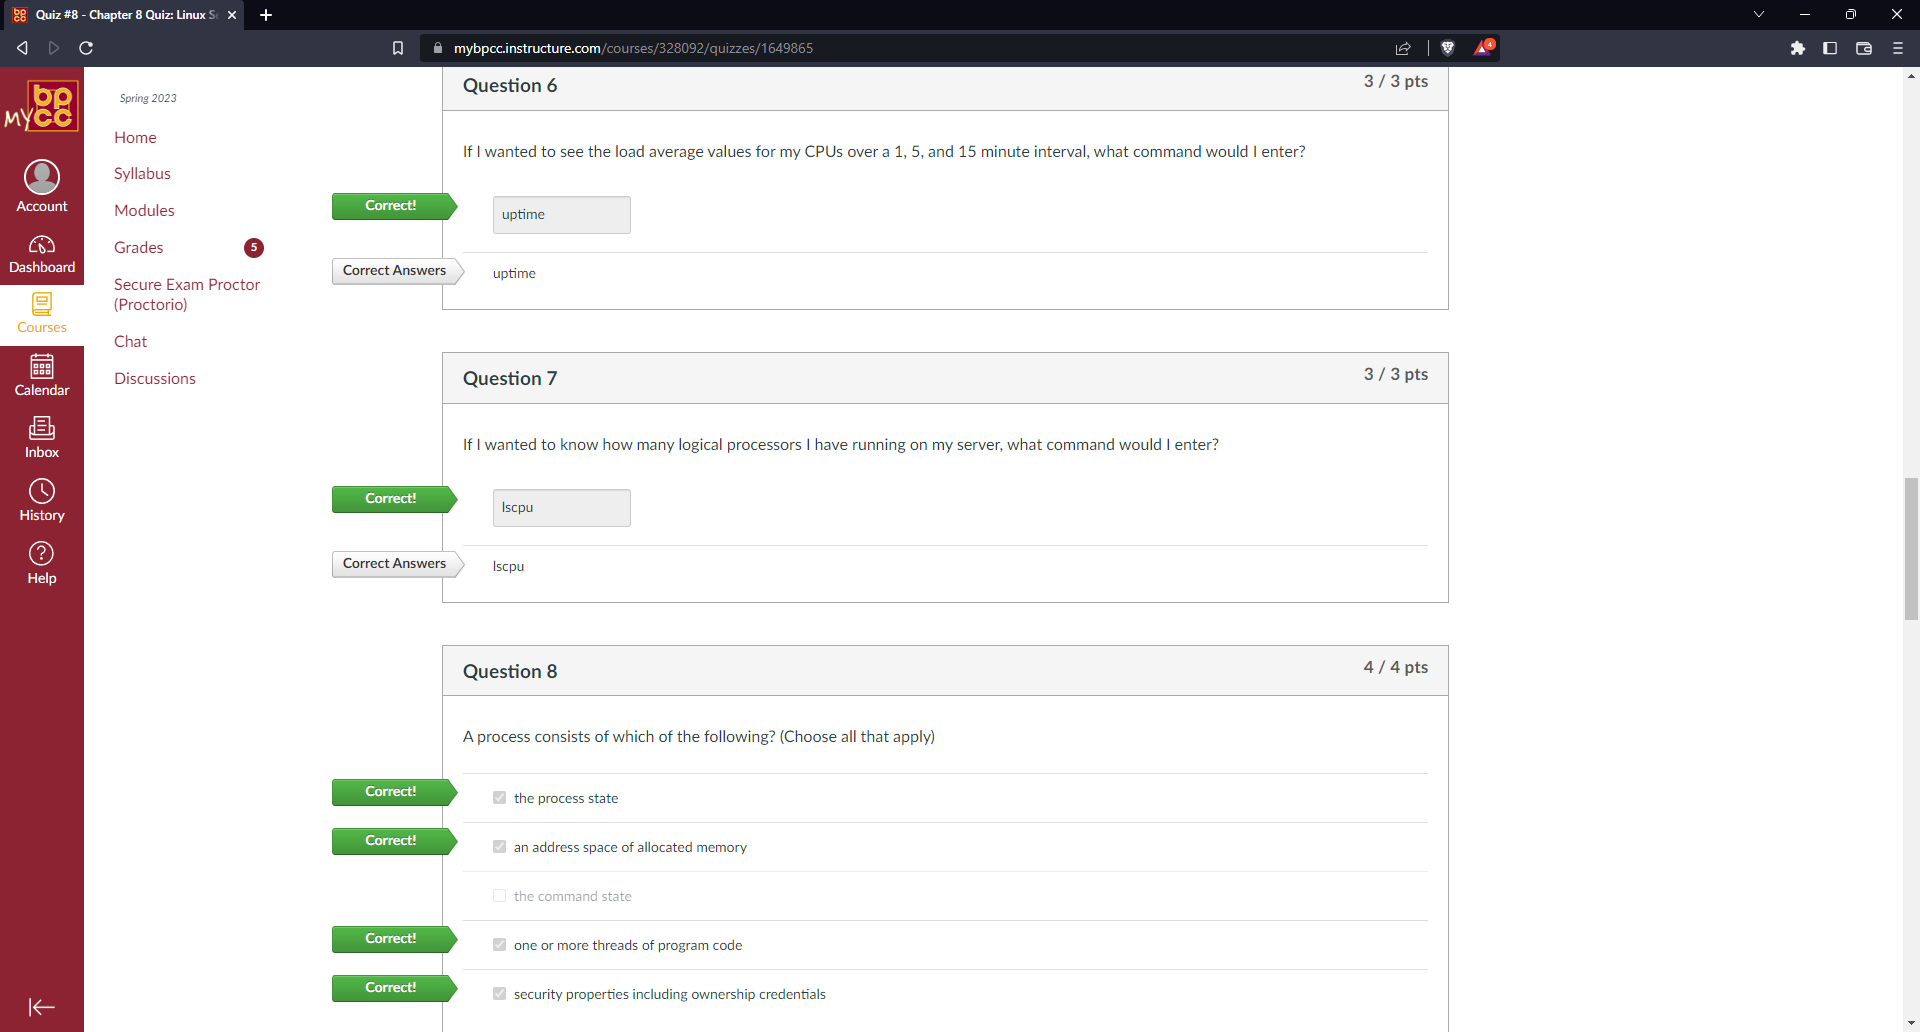 Quiz #8 - Chapter 8 Quiz: Linux S
mybpcc.instructure.com/courses/328092/quizzes/1649865
4
MY bpcc
Account
Dashboard
Courses
Calendar
Inbox
History
Help
Spring 2023
Home
Syllabus
Modules
Grades 5
Secure Exam Proctor
(Proctorio)
Chat
Discussions
Question 6 3 / 3 pts
If I wanted to see the load average values for my CPUs over a 1, 5, and 15 minute interval, what command would I enter?
Correct! uptime
Correct Answers uptime
Question 7 3 / 3 pts
If I wanted to know how many logical processors I have running on my server, what command would I enter?
Correct! lscpu
Correct Answers lscpu
Question 8 4 / 4 pts
A process consists of which of the following? (Choose all that apply)
Correct! the process state
Correct! an address space of allocated memory
the command state
Correct! one or more threads of program code
Correct! security properties including ownership credentials